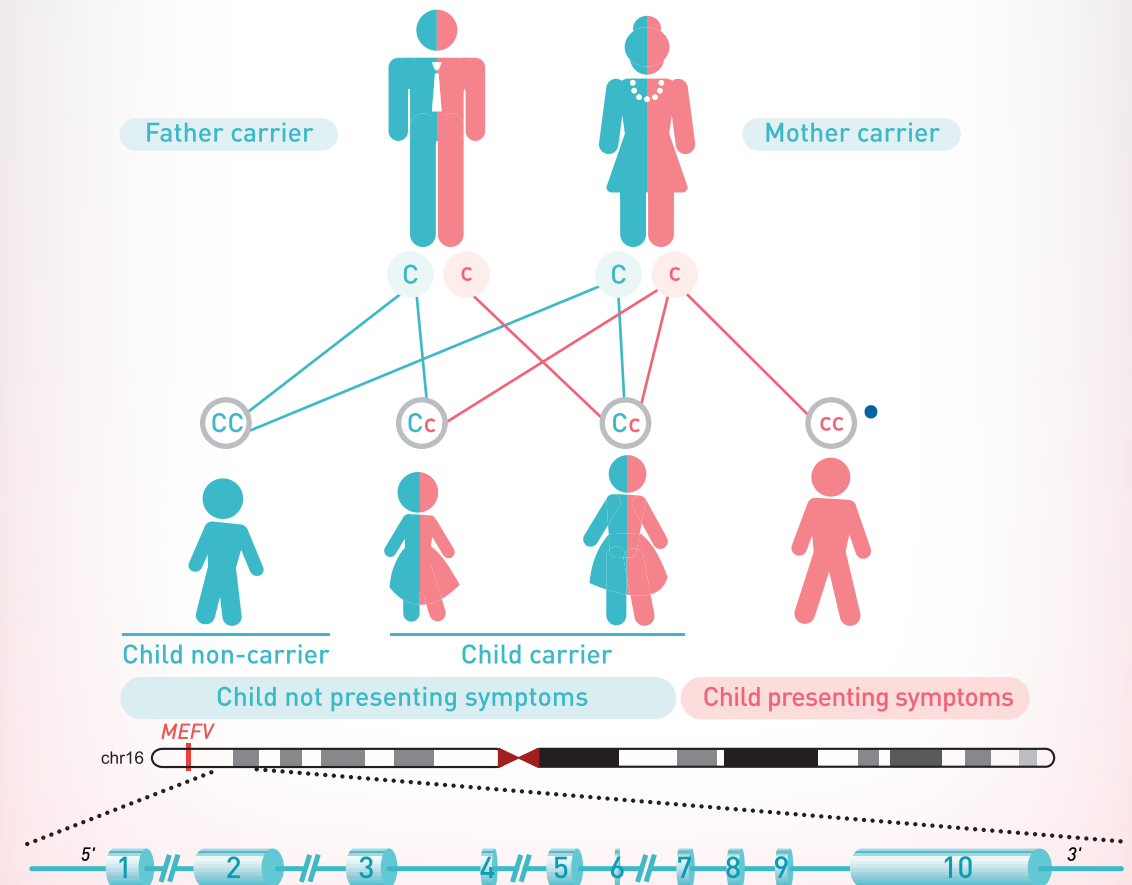 Father carrier
Mother carrier
C c C c
CC Cc Cc cc
Child non-carrier
Child carrier
Child not presenting symptoms
Child presenting symptoms
MEFV
chr16
5' 3'
1 2 3 4 5 6 7 8 9 10